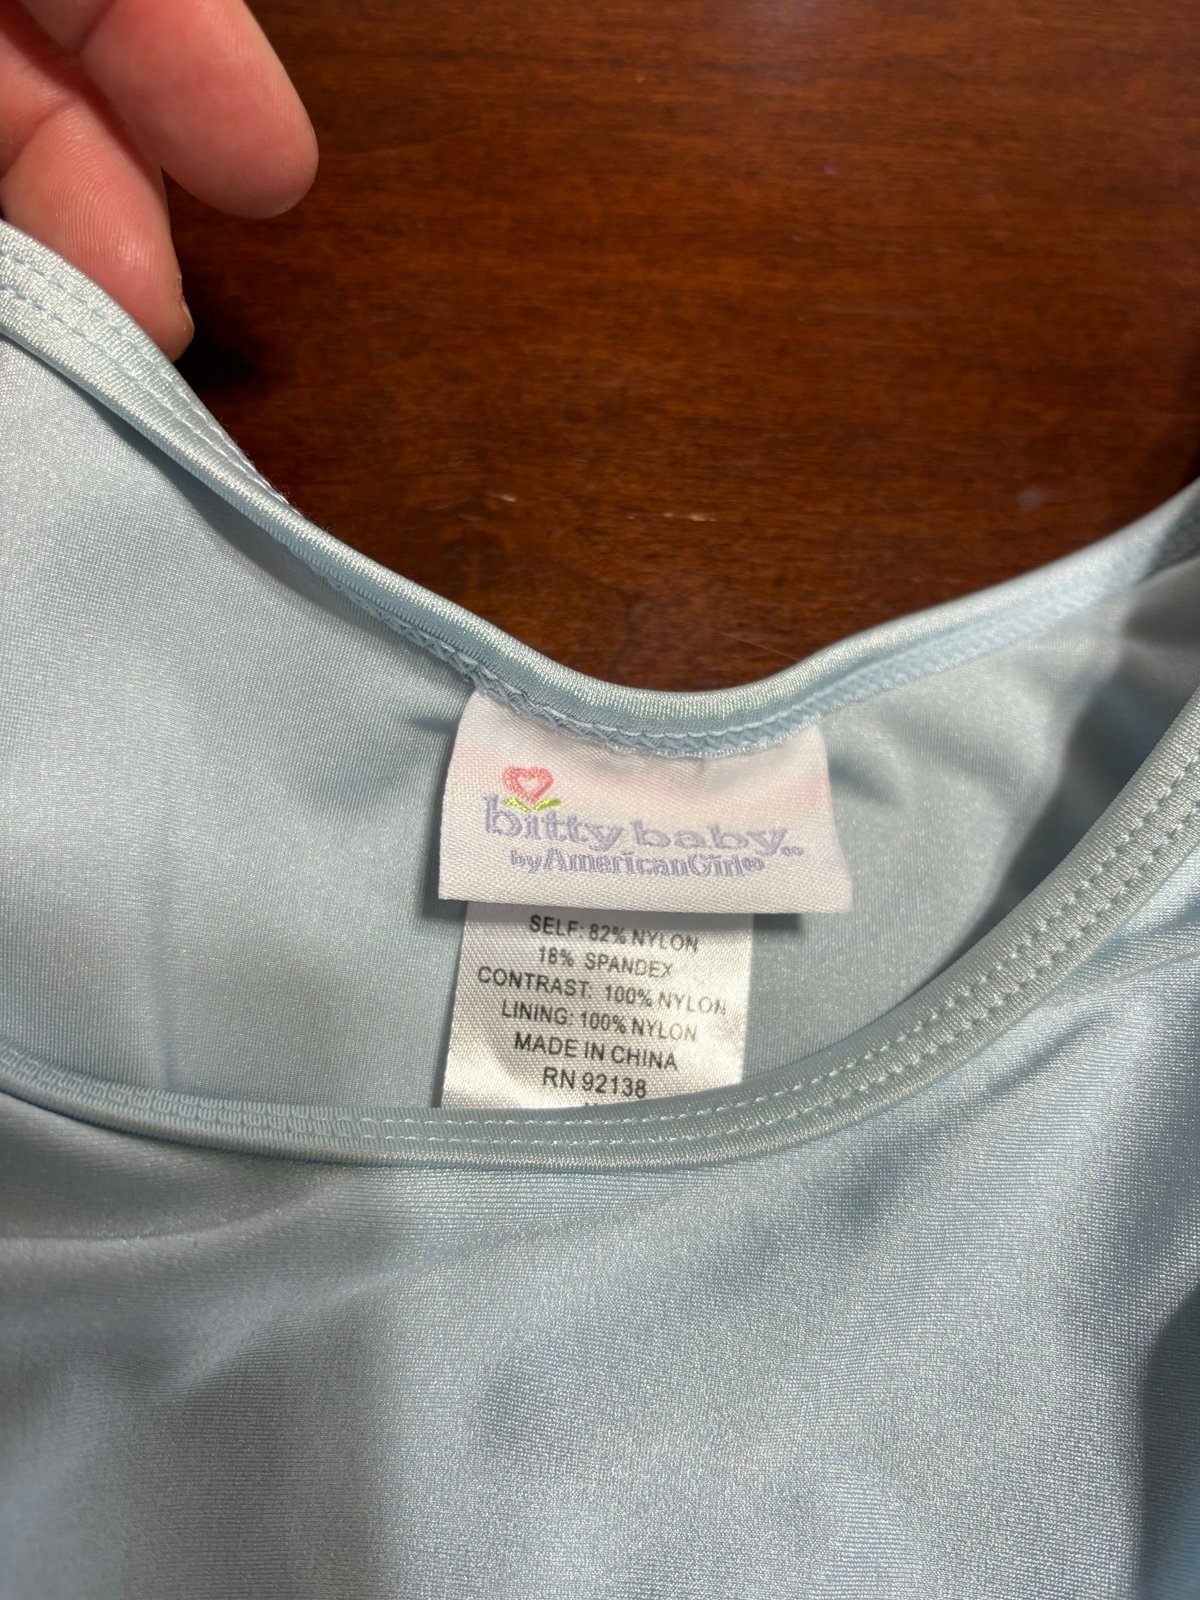 bitty baby™
by American Girl®
SELF: 82% NYLON
18% SPANDEX
CONTRAST: 100% NYLON
LINING: 100% NYLON
MADE IN CHINA
RN 92138